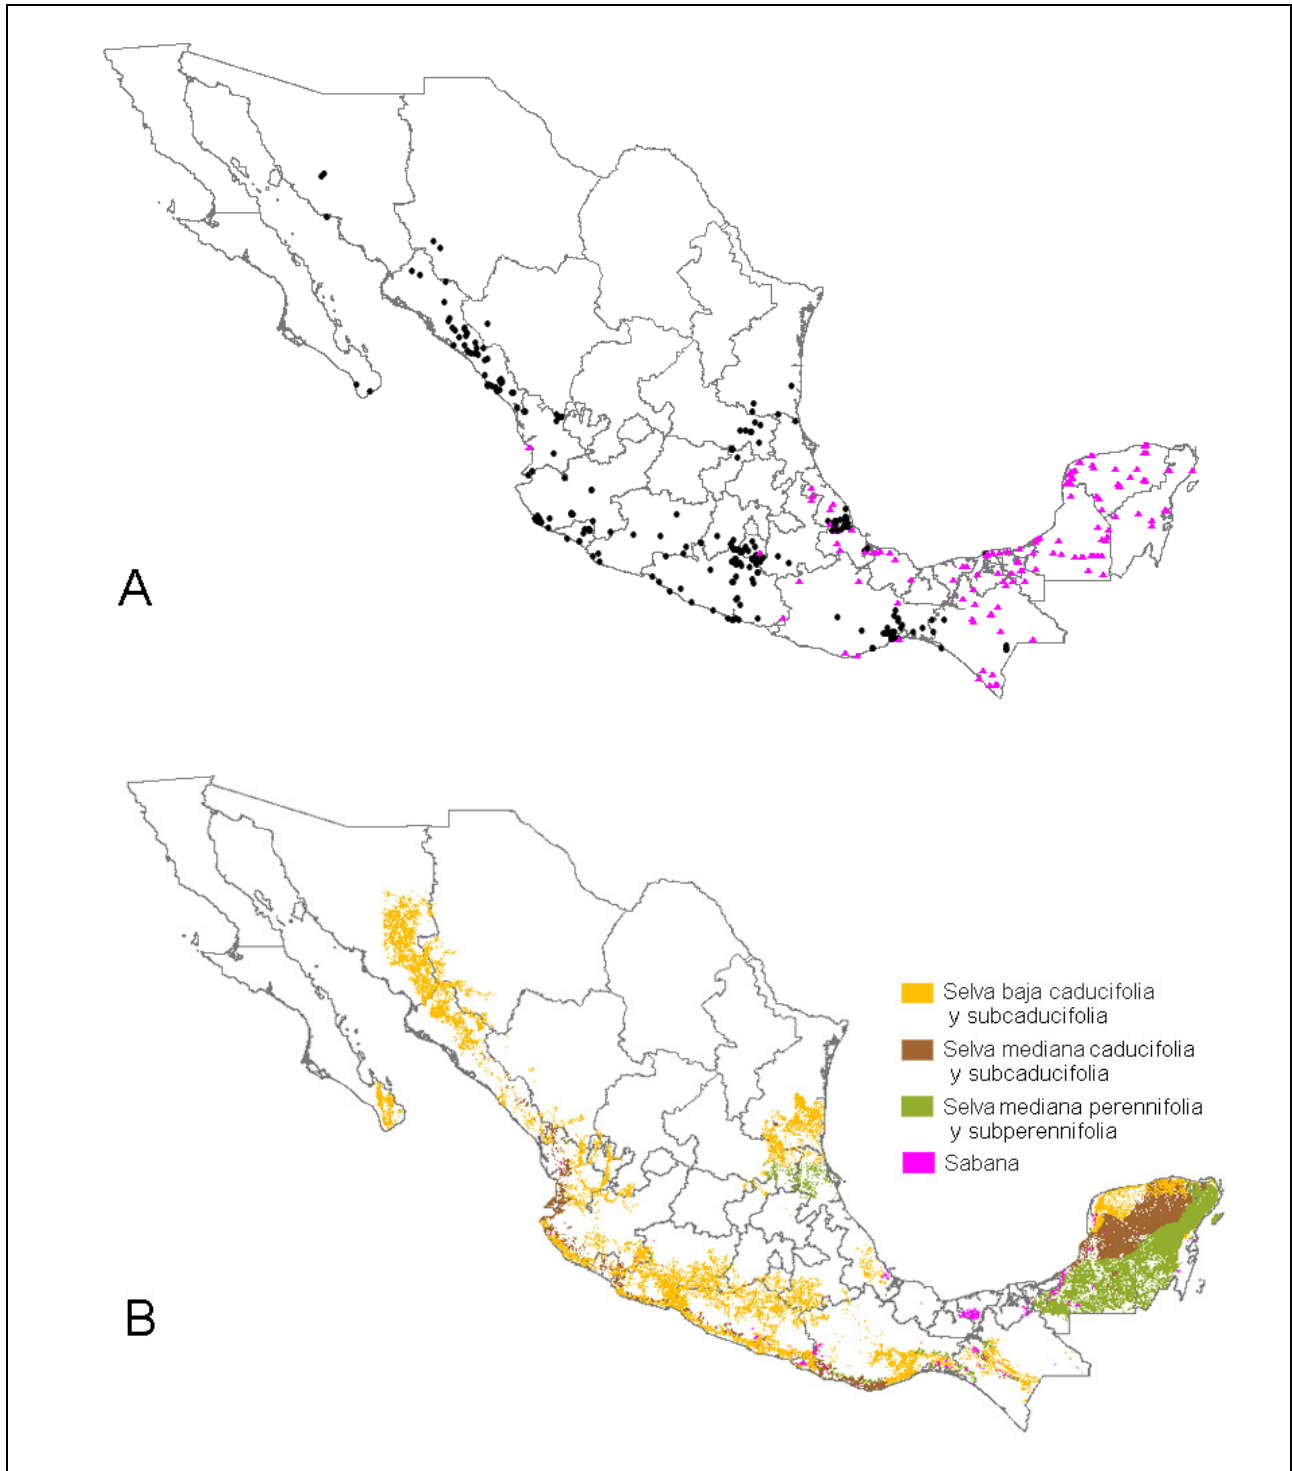 A
Selva baja caducifolia
y subcaducifolia
Selva mediana caducifolia
y subcaducifolia
Selva mediana perennifolia
y subperennifolia
Sabana
B